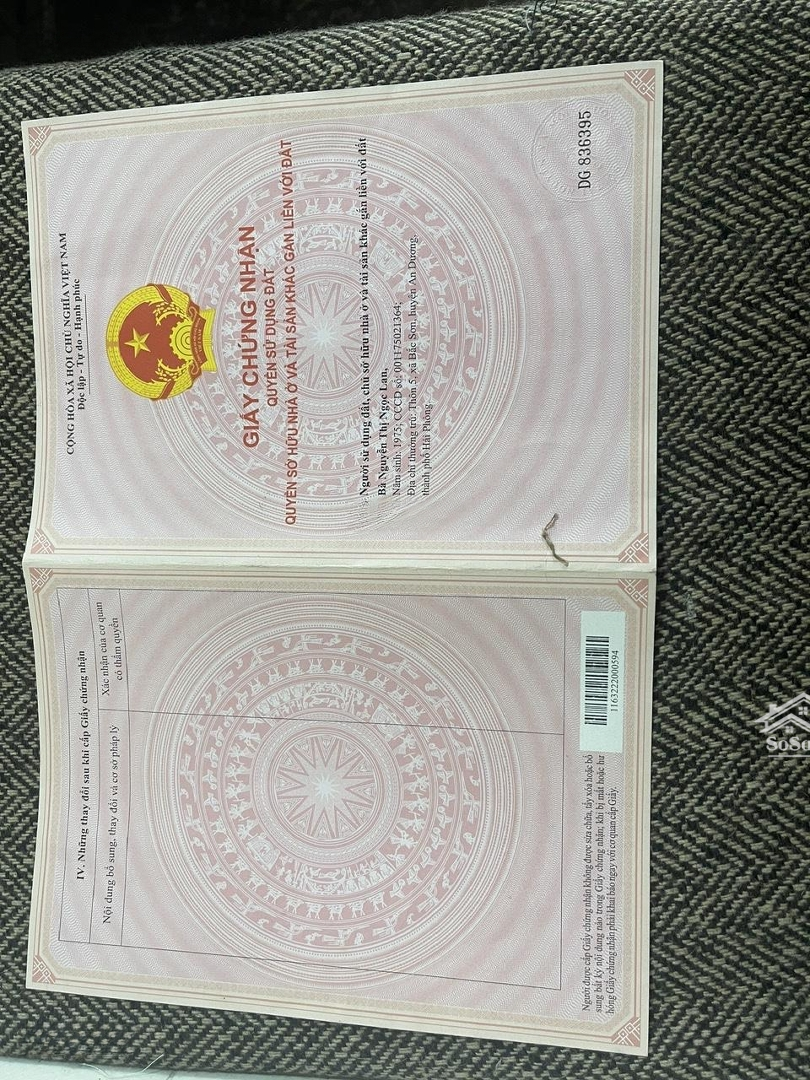 CỘNG HÒA XÃ HỘI CHỦ NGHĨA VIỆT NAM
Độc lập - Tự do - Hạnh phúc
GIẤY CHỨNG NHẬN
QUYỀN SỬ DỤNG ĐẤT
QUYỀN SỞ HỮU NHÀ Ở VÀ TÀI SẢN KHÁC GẮN LIỀN VỚI ĐẤT
Người sử dụng đất, chủ sở hữu nhà ở và tài sản khác gắn liền với đất
Bà Nguyễn Thị Ngọc Lan,
Năm sinh: 1975; CCCD số: 001175021364;
Địa chỉ thường trú: Thôn 5, xã Bắc Sơn, huyện An Dương,
thành phố Hải Phòng
DG 836395
IV. Những thay đổi sau khi cấp Giấy chứng nhận
Nội dung bổ sung, thay đổi và cơ sở pháp lý
Xác nhận của cơ quan
có thẩm quyền
1163222000594
Người được cấp Giấy chứng nhận không được sửa chữa, tẩy xóa hoặc bổ
sung bất kỳ nội dung nào trong Giấy chứng nhận; khi bị mất hoặc hư
hỏng Giấy chứng nhận phải khai báo ngay với cơ quan cấp Giấy.